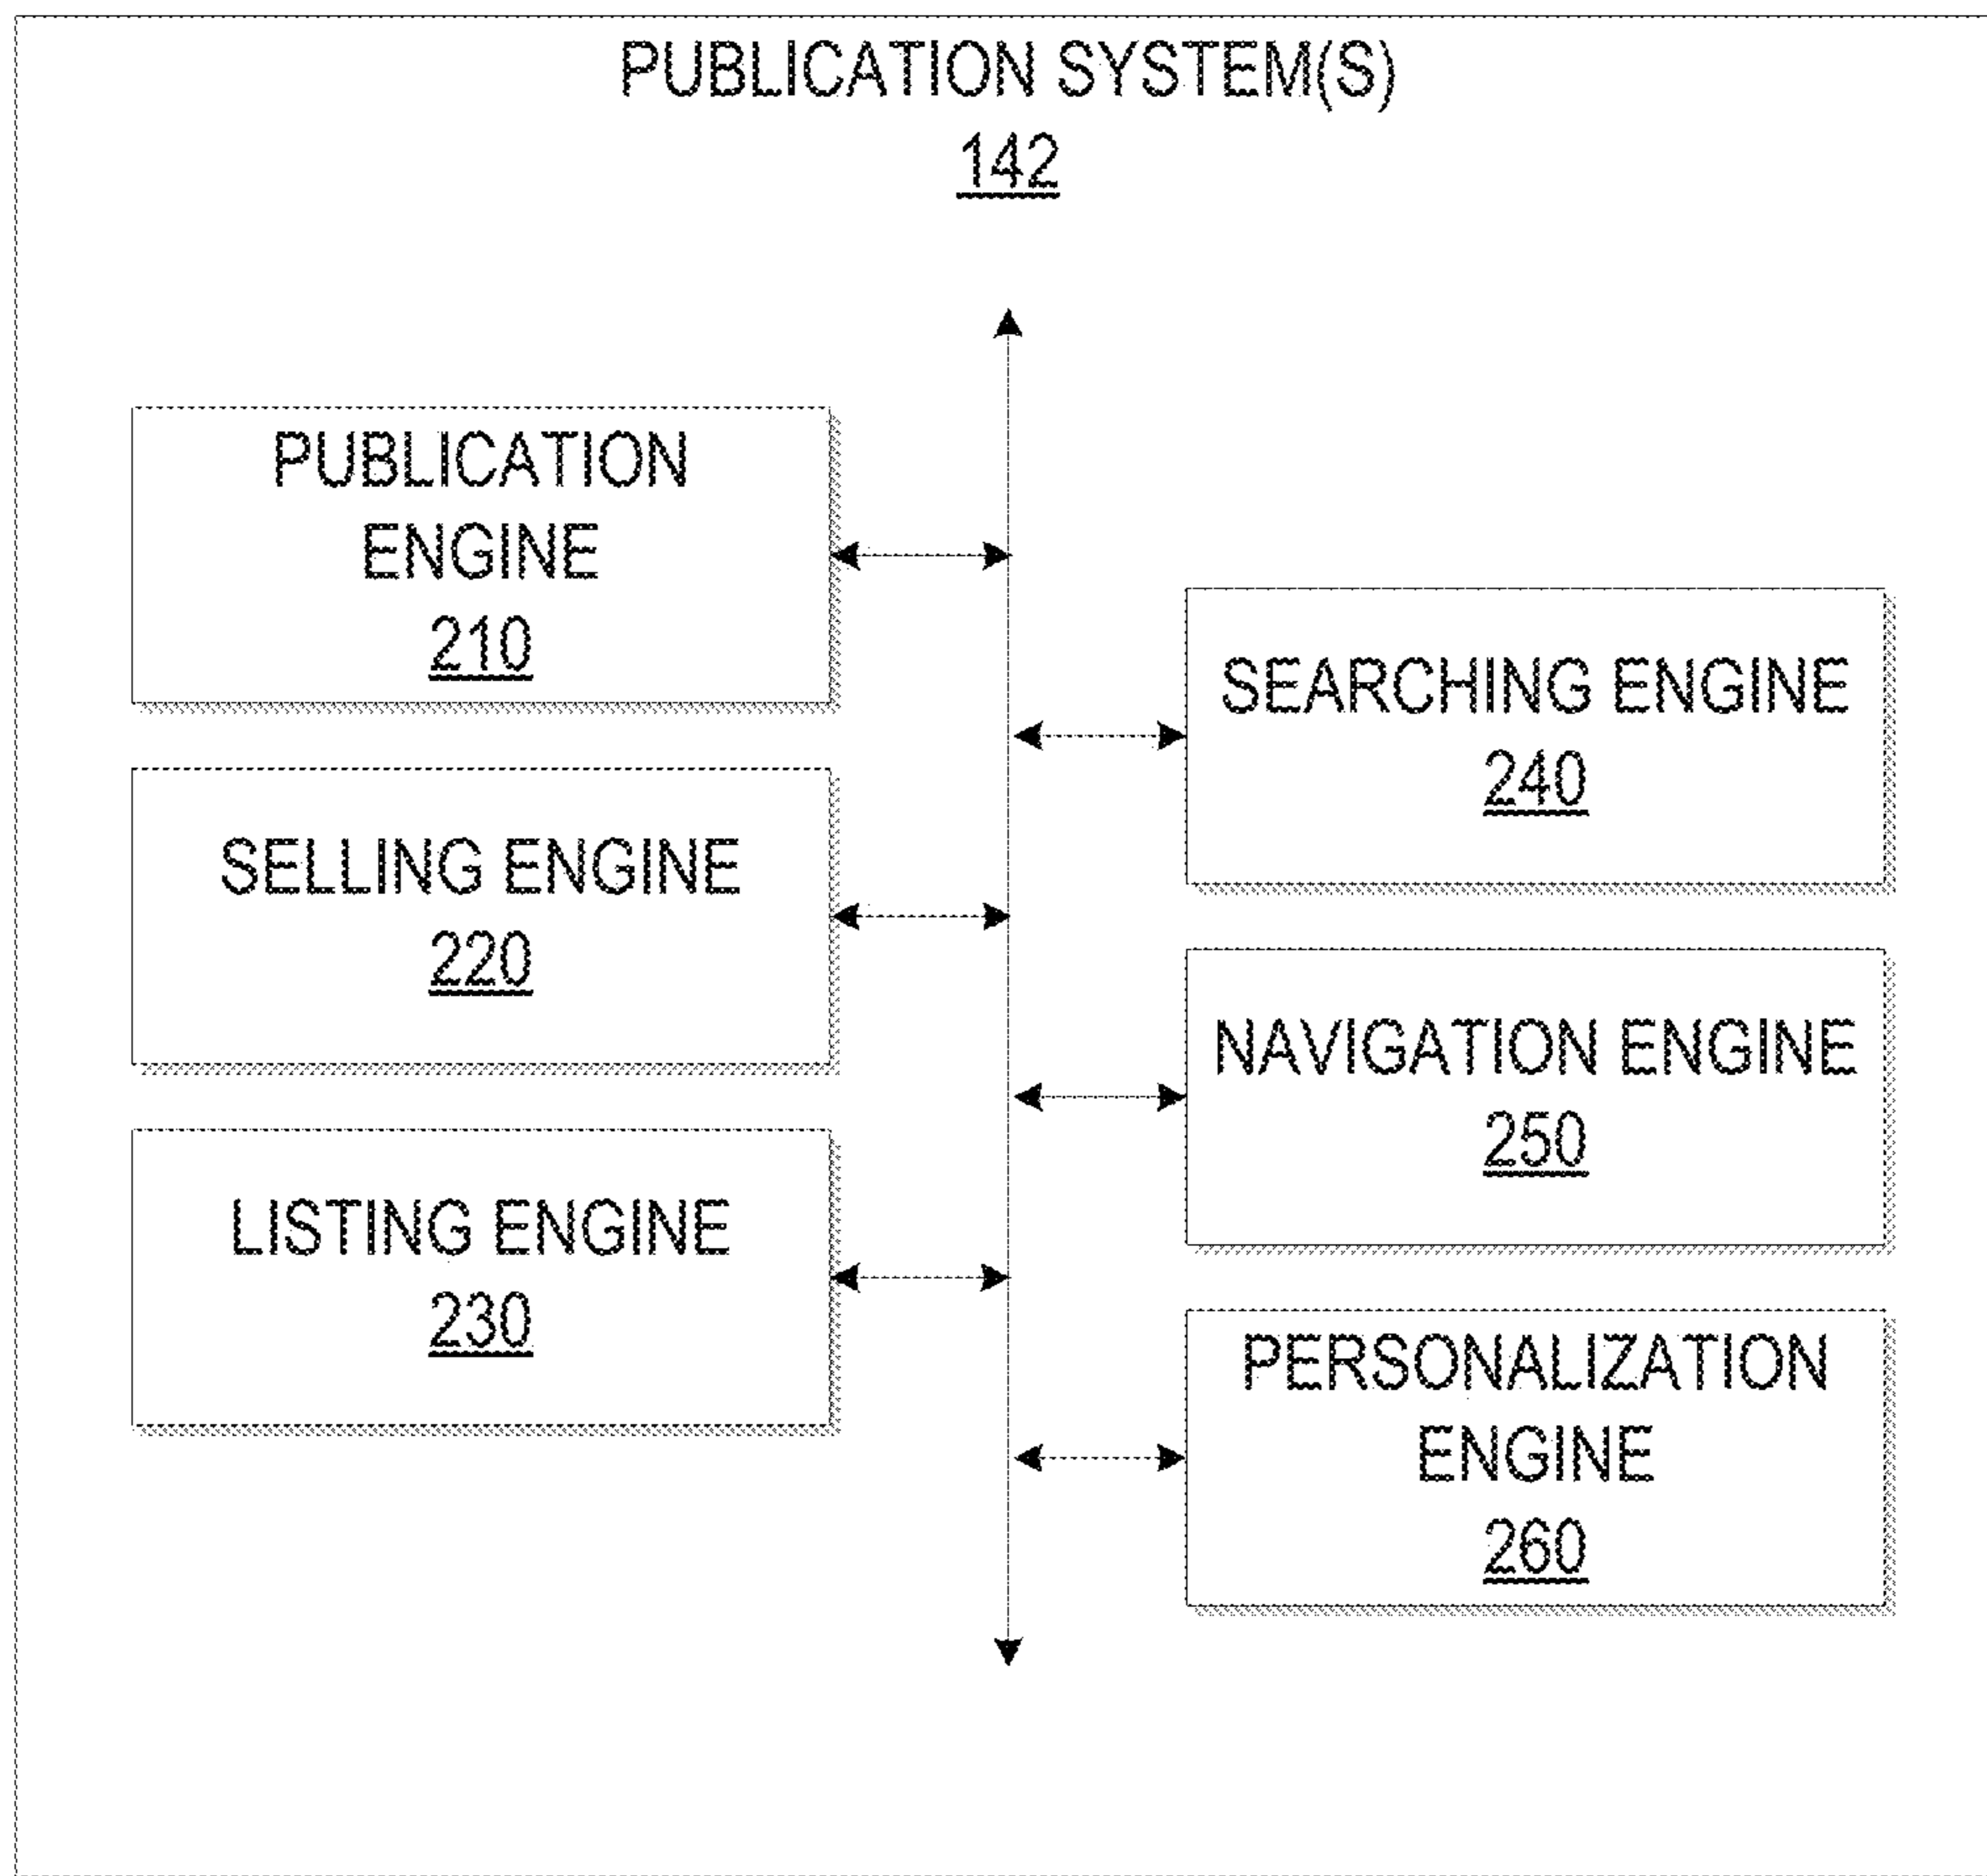 PUBLICATION SYSTEM(S)
142
PUBLICATION
ENGINE
210
SELLING ENGINE
220
LISTING ENGINE
230
SEARCHING ENGINE
240
NAVIGATION ENGINE
250
PERSONALIZATION
ENGINE
260